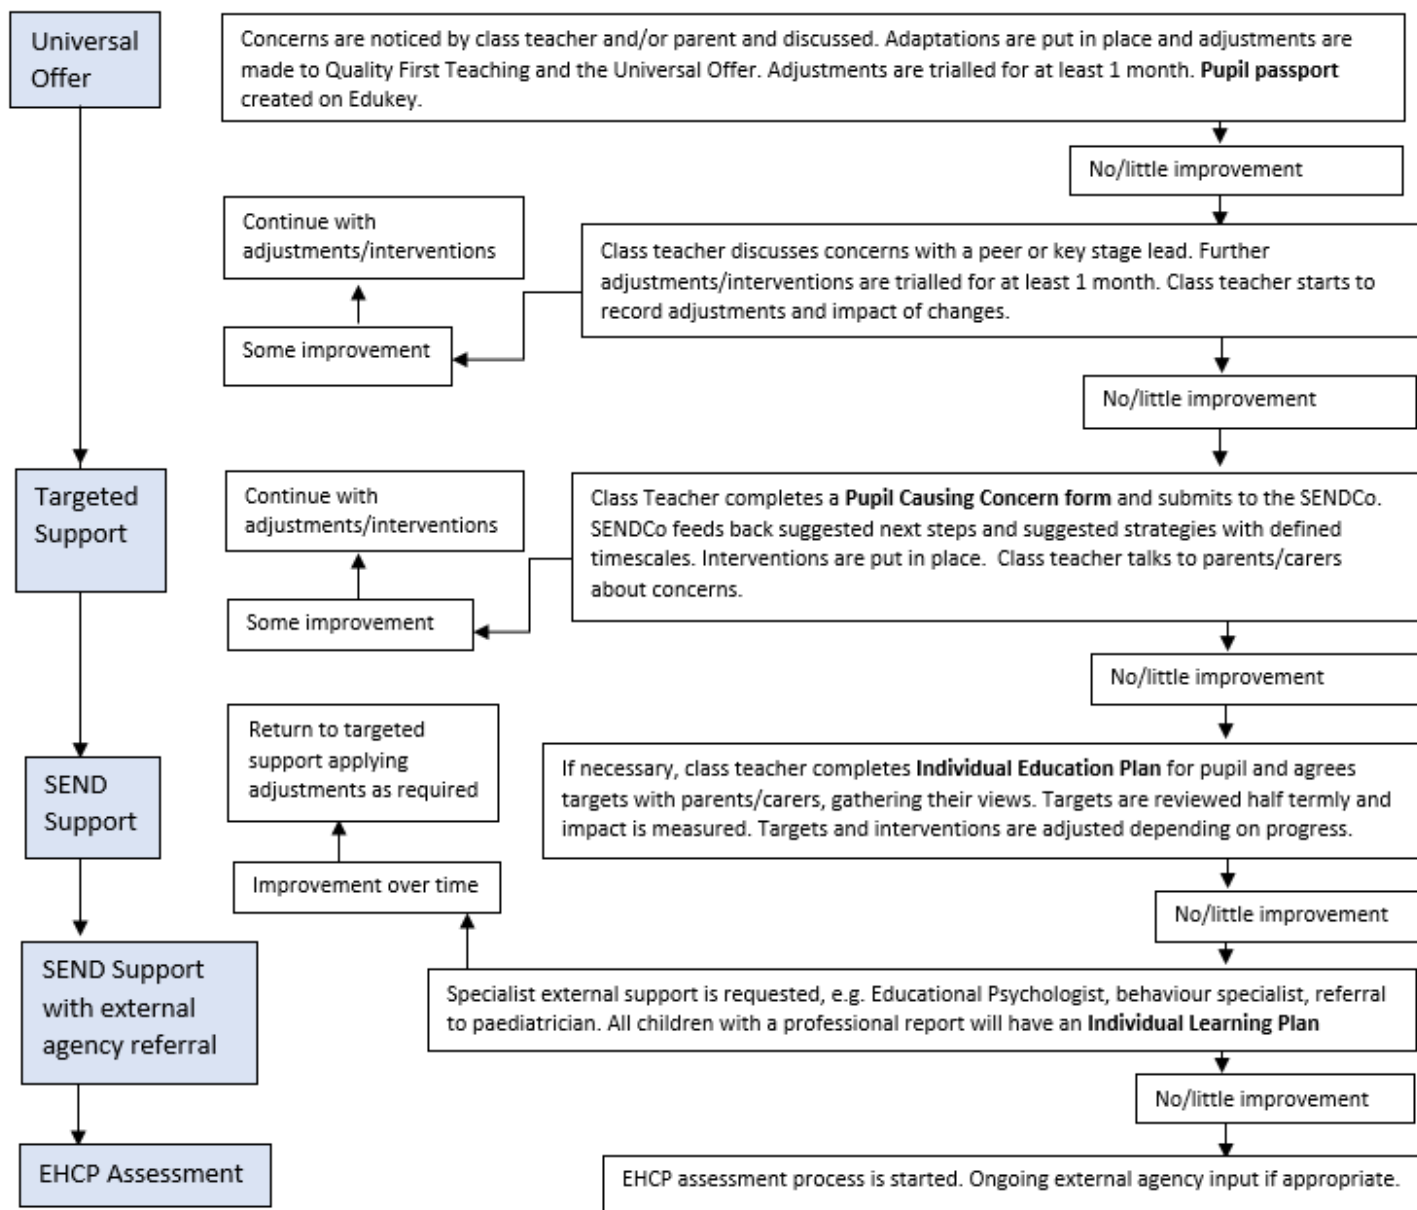 Universal
Offer
Concerns are noticed by class teacher and/or parent and discussed. Adaptations are put in place and adjustments are
made to Quality First Teaching and the Universal Offer. Adjustments are trialled for at least 1 month. Pupil passport
created on Edukey.
No/little improvement
Continue with
adjustments/interventions
Class teacher discusses concerns with a peer or key stage lead. Further
adjustments/interventions are trialled for at least 1 month. Class teacher starts to
record adjustments and impact of changes.
Some improvement
No/little improvement
Targeted
Support
Continue with
adjustments/interventions
Class Teacher completes a Pupil Causing Concern form and submits to the SENDCo.
SENDCo feeds back suggested next steps and suggested strategies with defined
timescales. Interventions are put in place.  Class teacher talks to parents/carers
about concerns.
Some improvement
No/little improvement
SEND
Support
Return to targeted
support applying
adjustments as required
If necessary, class teacher completes Individual Education Plan for pupil and agrees
targets with parents/carers, gathering their views. Targets are reviewed half termly and
impact is measured. Targets and interventions are adjusted depending on progress.
Improvement over time
No/little improvement
SEND Support
with external
agency referral
Specialist external support is requested, e.g. Educational Psychologist, behaviour specialist, referral
to paediatrician. All children with a professional report will have an Individual Learning Plan
No/little improvement
EHCP Assessment
EHCP assessment process is started. Ongoing external agency input if appropriate.